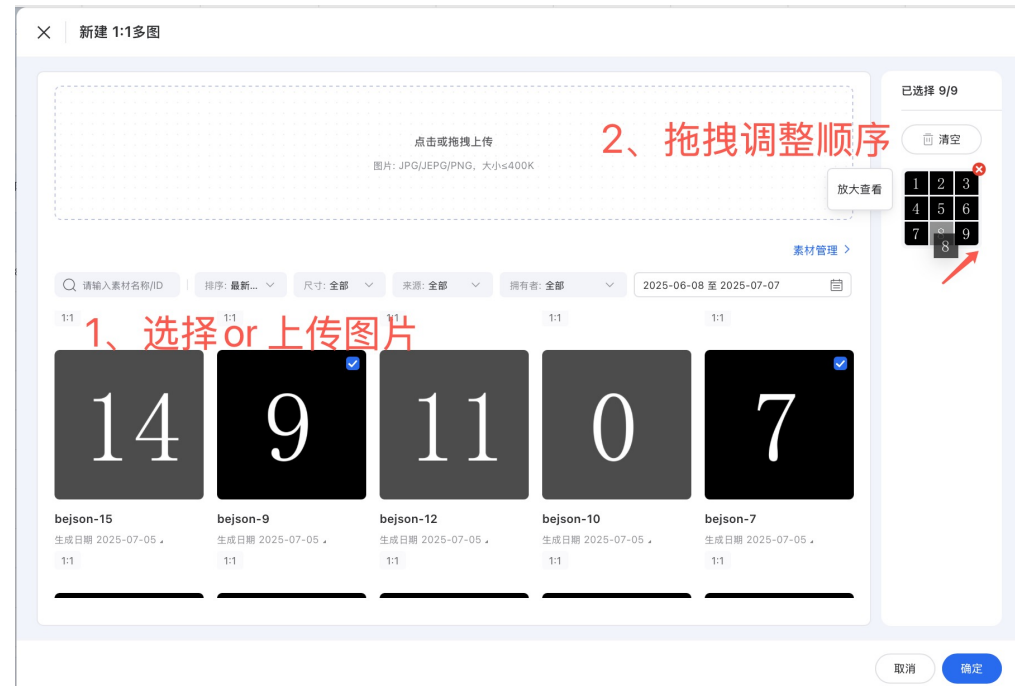 新建 1:1多图
已选择 9/9
点击或拖拽上传
图片: JPG/JEPG/PNG, 大小≤400K
2、拖拽调整顺序
清空
放大查看
1 2 3
4 5 6
7 8 9
8
素材管理
请输入素材名称/ID
排序: 最新...
尺寸: 全部
来源: 全部
拥有者: 全部
2025-06-08 至 2025-07-07
1:1 1:1 1:1 1:1 1:1
1、选择or 上传图片
14 9 11 0 7
bejson-15 bejson-9 bejson-12 bejson-10 bejson-7
生成日期 2025-07-05 生成日期 2025-07-05 生成日期 2025-07-05 生成日期 2025-07-05 生成日期 2025-07-05
1:1 1:1 1:1 1:1 1:1
取消 确定